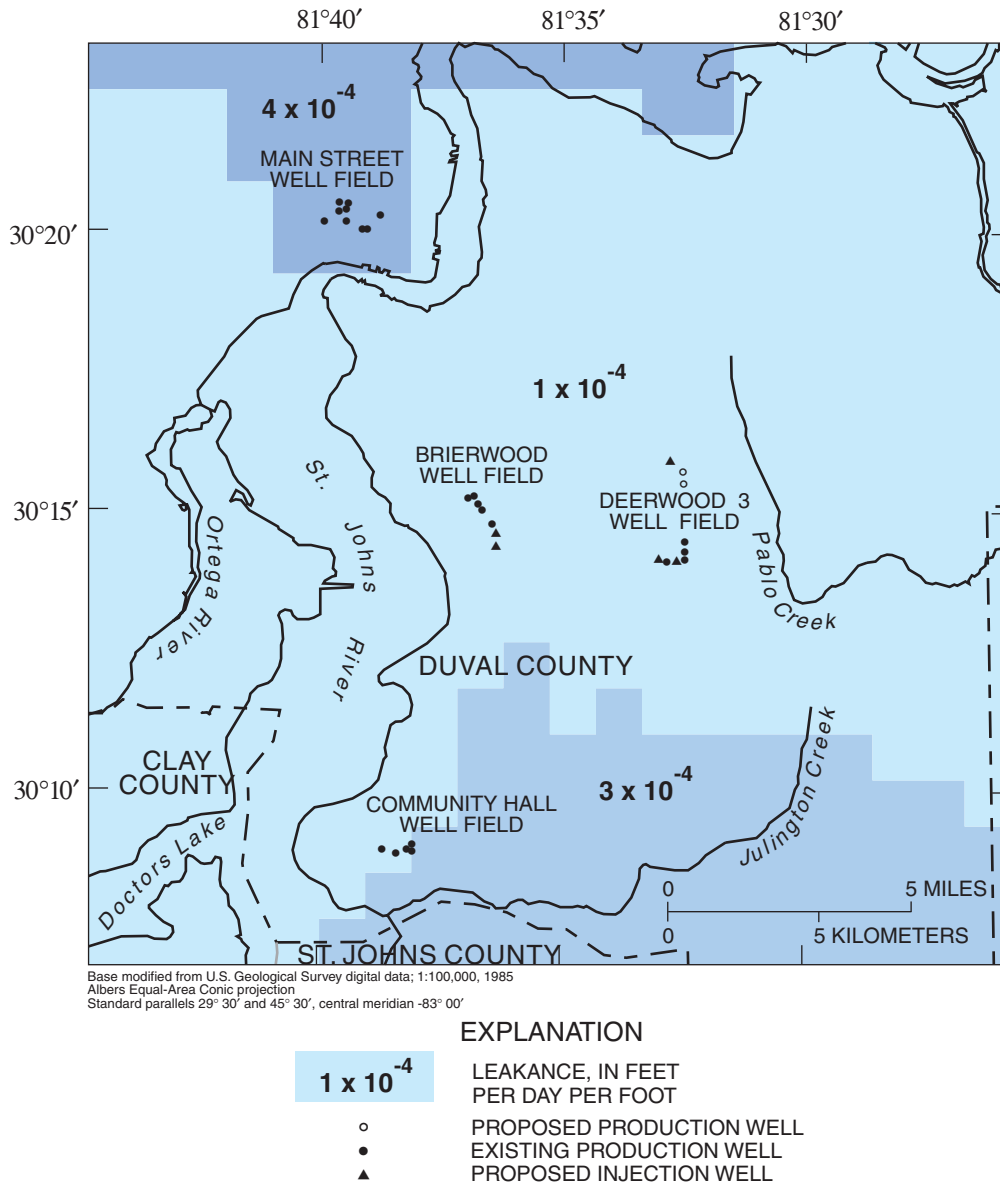 81°40′ 81°35′ 81°30′
4 x 10-4
MAIN STREET
WELL FIELD
30°20′
1 x 10-4
BRIERWOOD
WELL FIELD
DEERWOOD 3
WELL FIELD
30°15′
St. Johns River
Ortega River
Pablo Creek
DUVAL COUNTY
CLAY
COUNTY
30°10′
3 x 10-4
COMMUNITY HALL
WELL FIELD
Julington Creek
Doctors Lake
0 5 MILES
0 5 KILOMETERS
ST. JOHNS COUNTY
Base modified from U.S. Geological Survey digital data; 1:100,000, 1985
Albers Equal-Area Conic projection
Standard parallels 29° 30′ and 45° 30′, central meridian -83° 00′
EXPLANATION
1 x 10-4
LEAKANCE, IN FEET
PER DAY PER FOOT
PROPOSED PRODUCTION WELL
EXISTING PRODUCTION WELL
PROPOSED INJECTION WELL